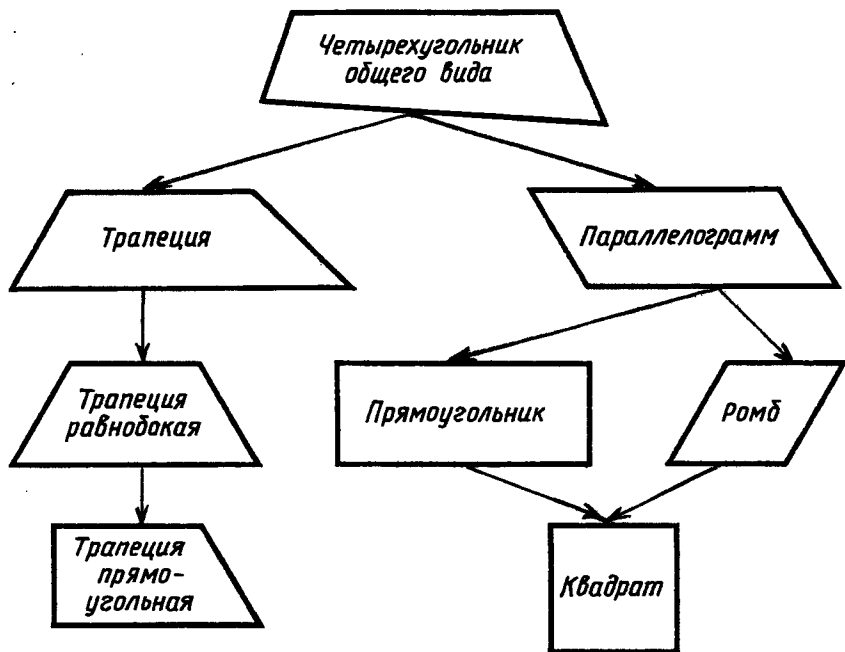 Четырехугольник
общего вида
Трапеция
Параллелограмм
Трапеция
равнобокая
Прямоугольник
Ромб
Трапеция
прямо-
угольная
Квадрат